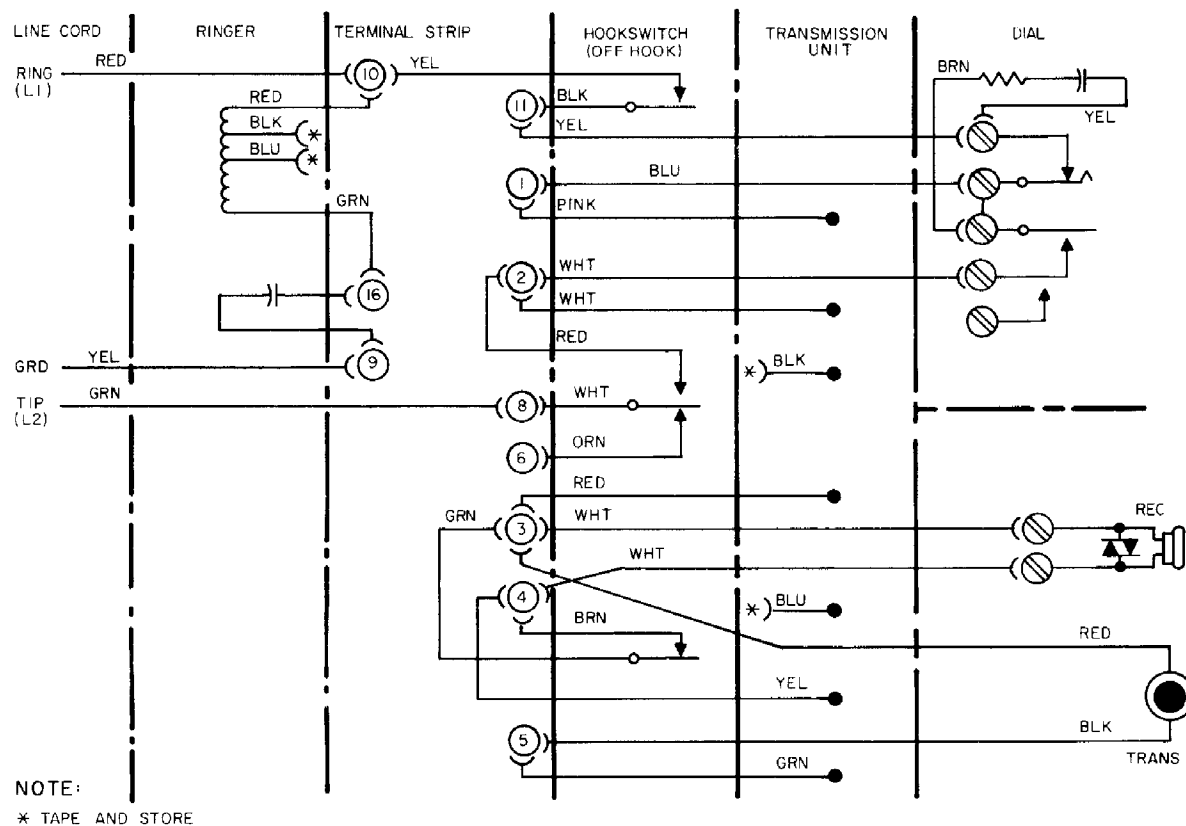 LINE CORD
RINGER
TERMINAL STRIP
HOOKSWITCH
(OFF HOOK)
TRANSMISSION
UNIT
DIAL
RING
(L1)
RED
10
YEL
BRN
YEL
RED
BLK
*
BLU
*
GRN
11
BLK
YEL
1
BLU
PINK
16
2
WHT
WHT
RED
GRD
YEL
9
* BLK
TIP
(L2)
GRN
8
WHT
6
ORN
RED
GRN
3
WHT
REC
WHT
4
* BLU
BRN
RED
YEL
5
BLK
GRN
TRANS
NOTE:
* TAPE AND STORE